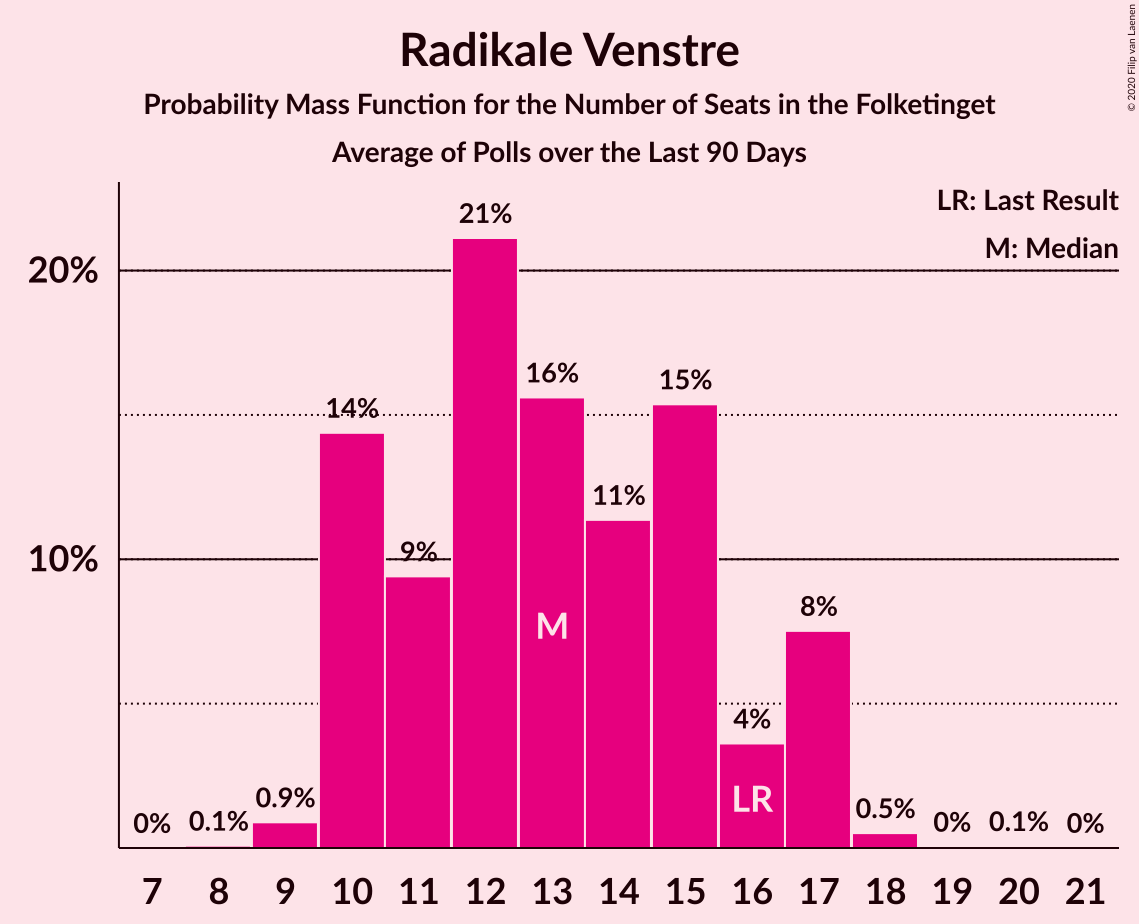 Radikale Venstre
Probability Mass Function for the Number of Seats in the Folketinget
Average of Polls over the Last 90 Days
© 2020 Filip van Laenen
LR: Last Result
M: Median
20%
10%
0%
0.1%
0.9%
14%
9%
21%
16%
11%
15%
4%
8%
0.5%
0%
0.1%
0%
M
LR
7 8 9 10 11 12 13 14 15 16 17 18 19 20 21